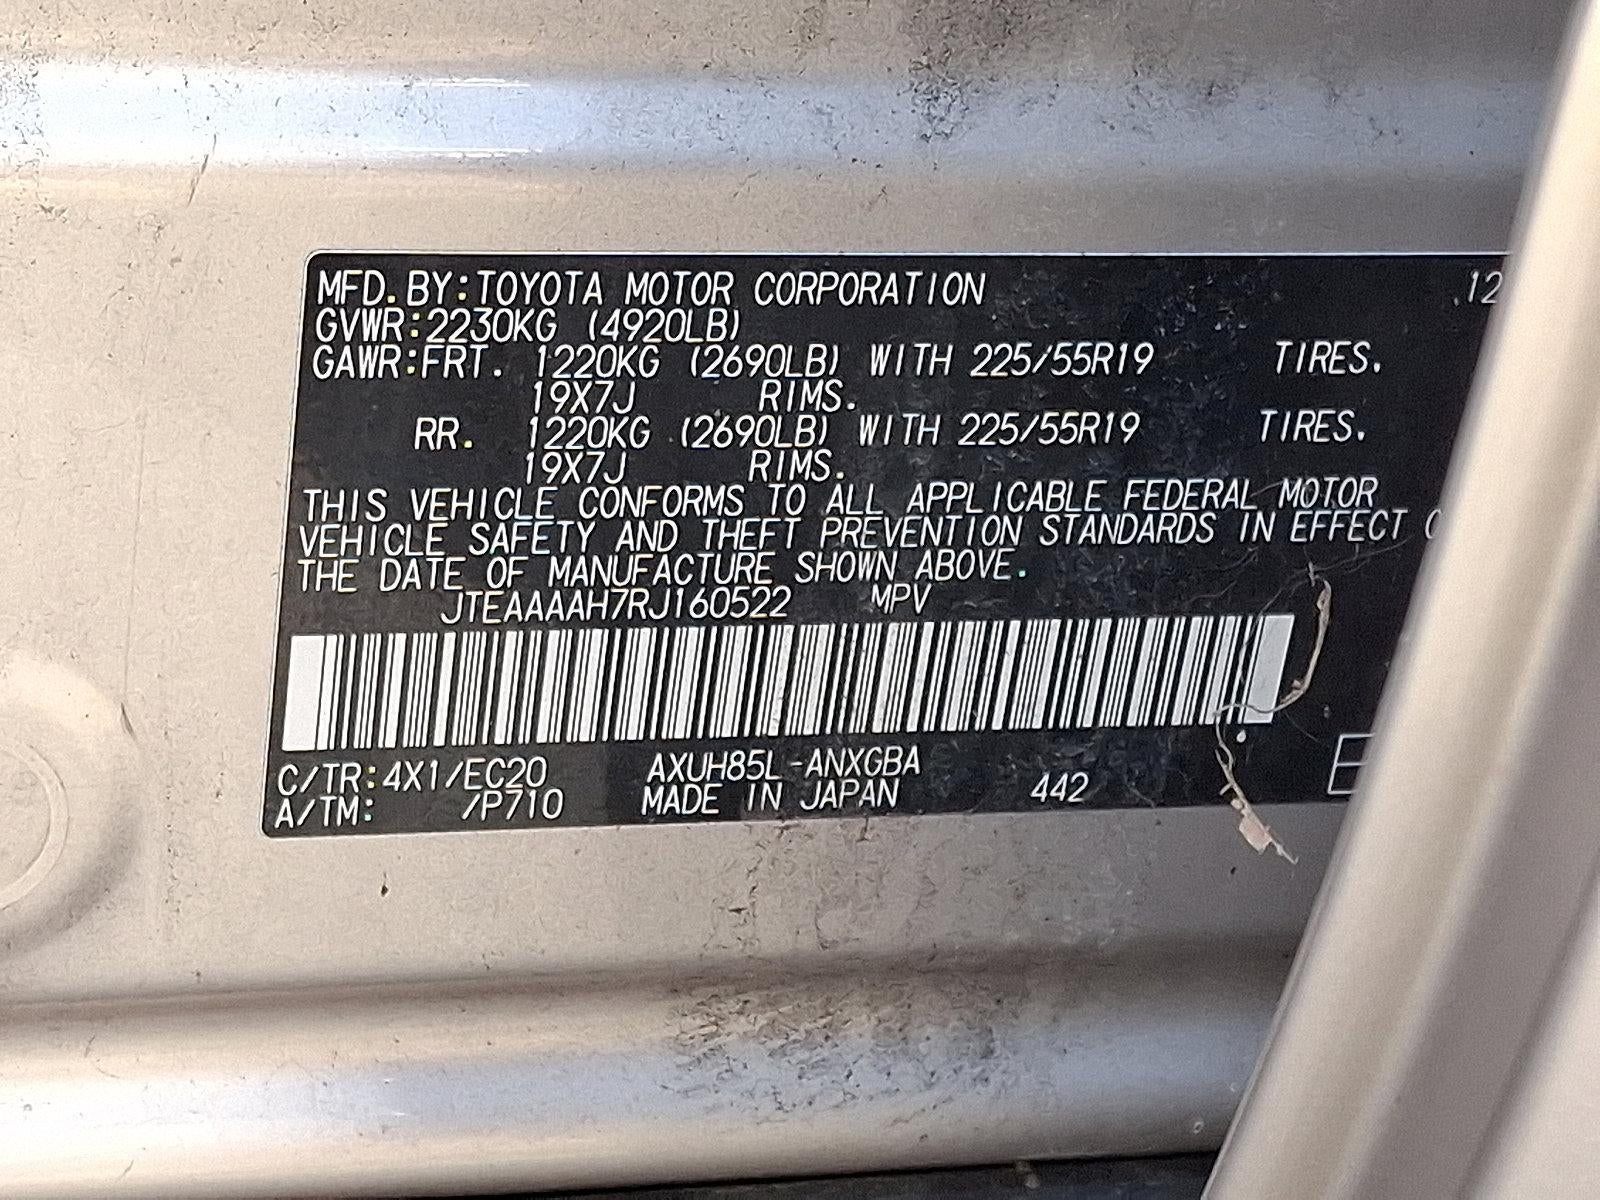 MFD.BY:TOYOTA MOTOR CORPORATION .12
GVWR:2230KG (4920LB)
GAWR:FRT. 1220KG (2690LB) WITH 225/55R19 TIRES.
19X7J RIMS.
RR. 1220KG (2690LB) WITH 225/55R19 TIRES.
19X7J RIMS.
THIS VEHICLE CONFORMS TO ALL APPLICABLE FEDERAL MOTOR
VEHICLE SAFETY AND THEFT PREVENTION STANDARDS IN EFFECT
THE DATE OF MANUFACTURE SHOWN ABOVE.
JTEAAAAH7RJ160522 MPV
C/TR:4X1/EC20 AXUH85L-ANXGBA
A/TM: /P710 MADE IN JAPAN 442